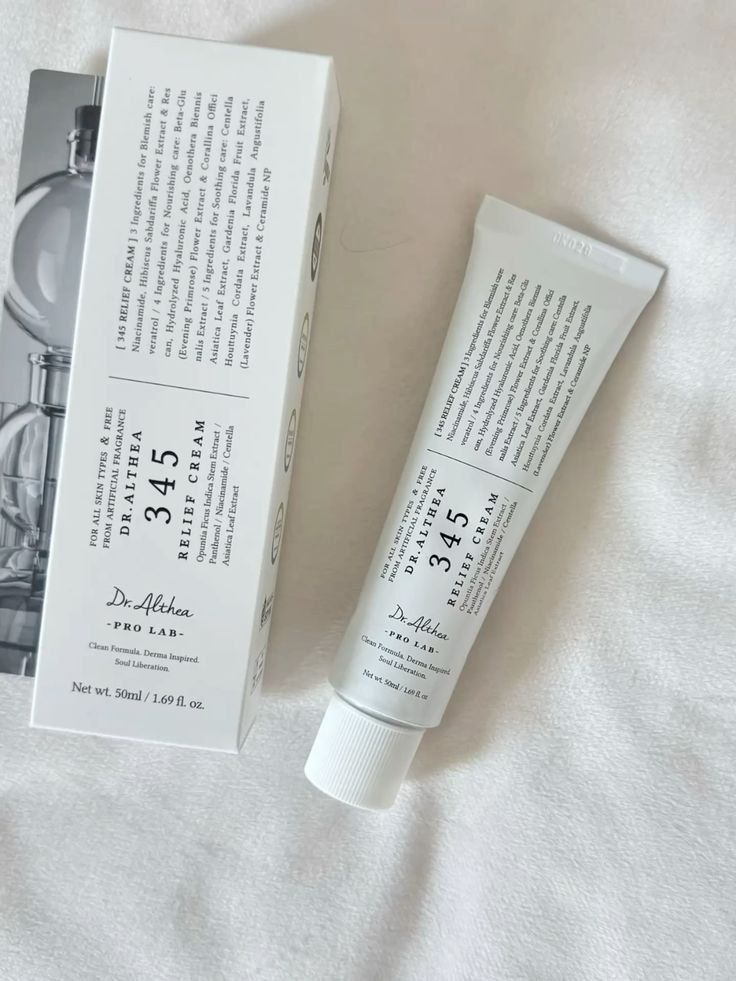 [ 345 RELIEF CREAM ] 3 Ingredients for Blemish care:
Niacinamide, Hibiscus Sabdariffa Flower Extract & Res
veratrol / 4 Ingredients for Nourishing care: Beta-Glu
can, Hydrolyzed Hyaluronic Acid, Oenothera Biennis
(Evening Primrose) Flower Extract & Corallina Offici
nalis Extract / 5 Ingredients for Soothing care: Centella
Asiatica Leaf Extract, Gardenia Florida Fruit Extract,
Houttuynia Cordata Extract, Lavandula Angustifolia
(Lavender) Flower Extract & Ceramide NP
FOR ALL SKIN TYPES & FREE
FROM ARTIFICIAL FRAGRANCE
DR.ALTHEA
345
RELIEF CREAM
Opuntia Ficus Indica Stem Extract /
Panthenol / Niacinamide / Centella
Asiatica Leaf Extract
Dr.Althea
-PRO LAB-
Clean Formula. Derma Inspired.
Soul Liberation.
Net wt. 50ml / 1.69 fl. oz.
[ 345 RELIEF CREAM ] 3 Ingredients for Blemish care:
Niacinamide, Hibiscus Sabdariffa Flower Extract & Res
veratrol / 4 Ingredients for Nourishing care: Beta-Glu
can, Hydrolyzed Hyaluronic Acid, Oenothera Biennis
(Evening Primrose) Flower Extract & Corallina Offici
nalis Extract / 5 Ingredients for Soothing care: Centella
Asiatica Leaf Extract, Gardenia Florida Fruit Extract,
Houttuynia Cordata Extract, Lavandula Angustifolia
(Lavender) Flower Extract & Ceramide NP
FOR ALL SKIN TYPES & FREE
FROM ARTIFICIAL FRAGRANCE
DR.ALTHEA
345
RELIEF CREAM
Opuntia Ficus Indica Stem Extract /
Panthenol / Niacinamide / Centella
Asiatica Leaf Extract
Dr.Althea
-PRO LAB-
Clean Formula. Derma Inspired.
Soul Liberation.
Net wt. 50ml / 1.69 fl. oz